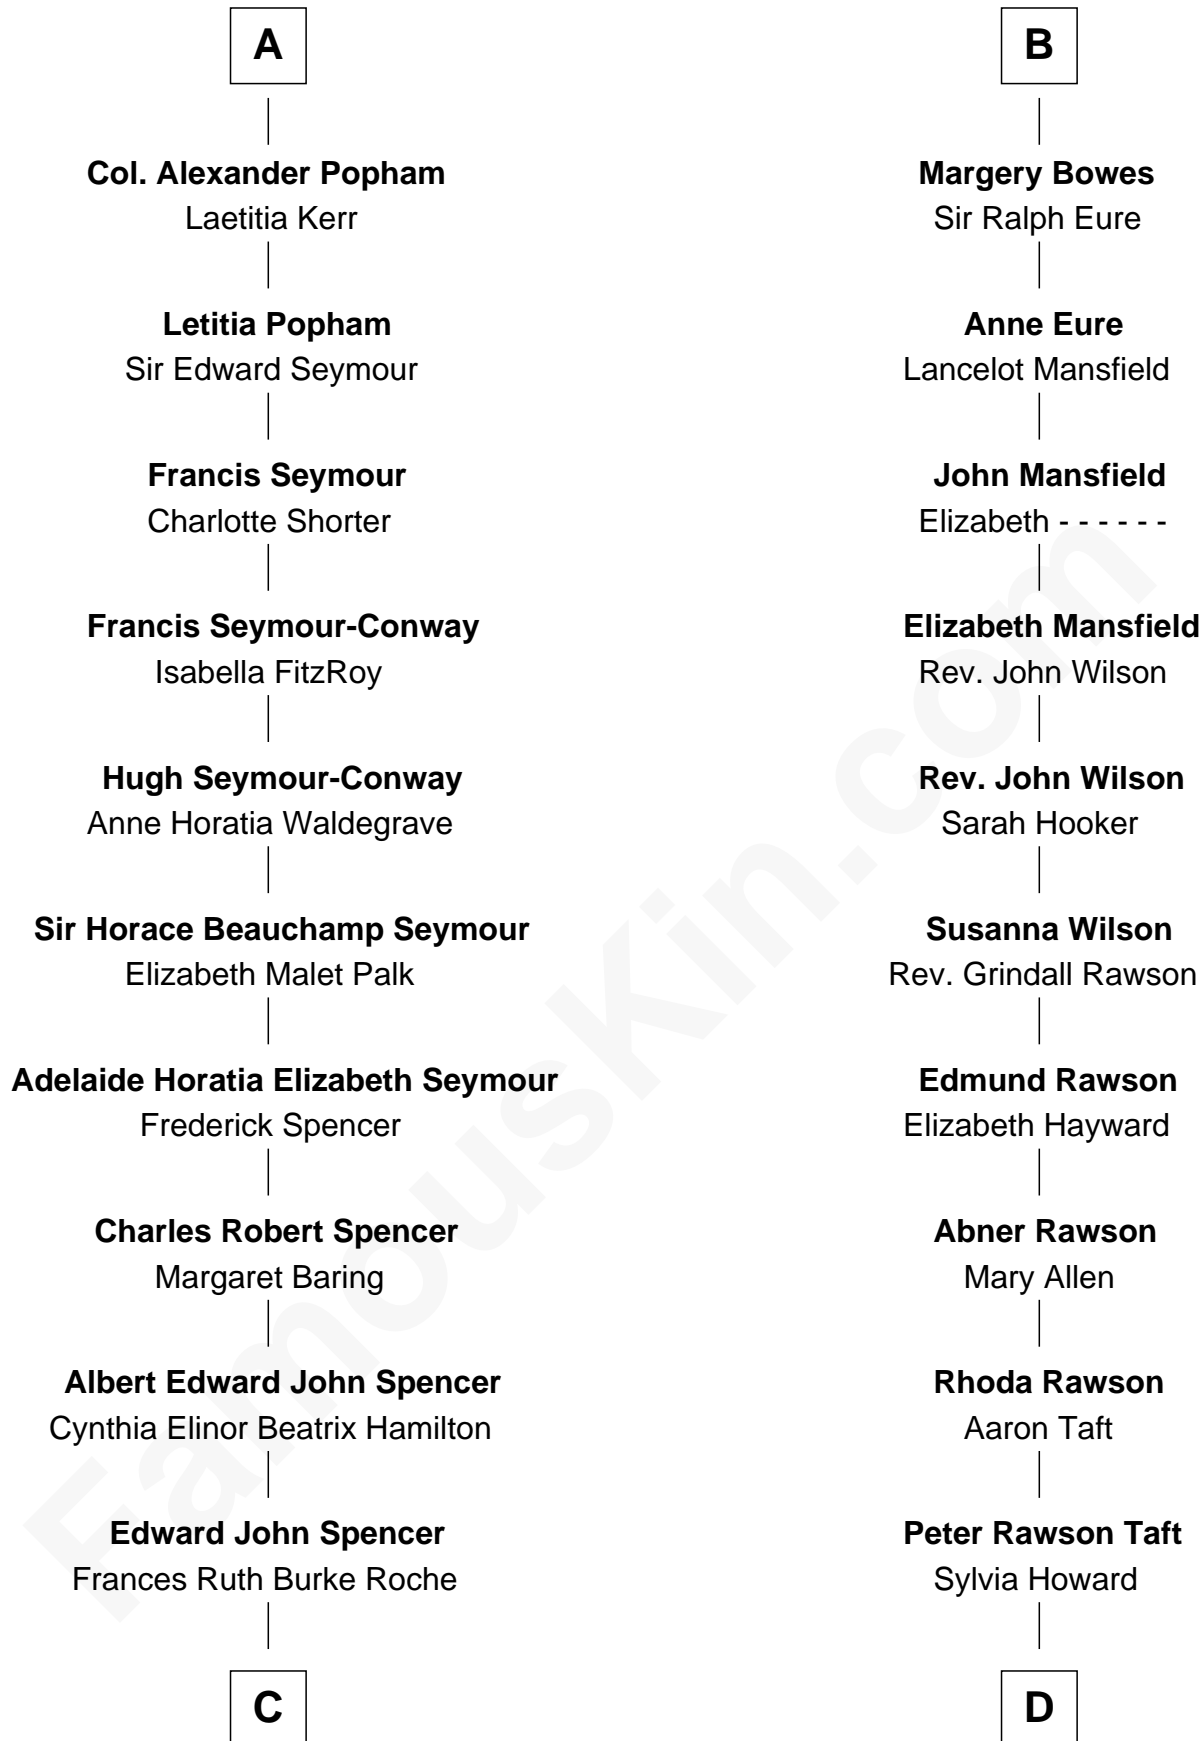 A
Col. Alexander Popham
Laetitia Kerr
Letitia Popham
Sir Edward Seymour
Francis Seymour
Charlotte Shorter
Francis Seymour-Conway
Isabella FitzRoy
Hugh Seymour-Conway
Anne Horatia Waldegrave
Sir Horace Beauchamp Seymour
Elizabeth Malet Palk
Adelaide Horatia Elizabeth Seymour
Frederick Spencer
Charles Robert Spencer
Margaret Baring
Albert Edward John Spencer
Cynthia Elinor Beatrix Hamilton
Edward John Spencer
Frances Ruth Burke Roche
C
B
Margery Bowes
Sir Ralph Eure
Anne Eure
Lancelot Mansfield
John Mansfield
Elizabeth - - - - - -
Elizabeth Mansfield
Rev. John Wilson
Rev. John Wilson
Sarah Hooker
Susanna Wilson
Rev. Grindall Rawson
Edmund Rawson
Elizabeth Hayward
Abner Rawson
Mary Allen
Rhoda Rawson
Aaron Taft
Peter Rawson Taft
Sylvia Howard
D
FamousKin.com